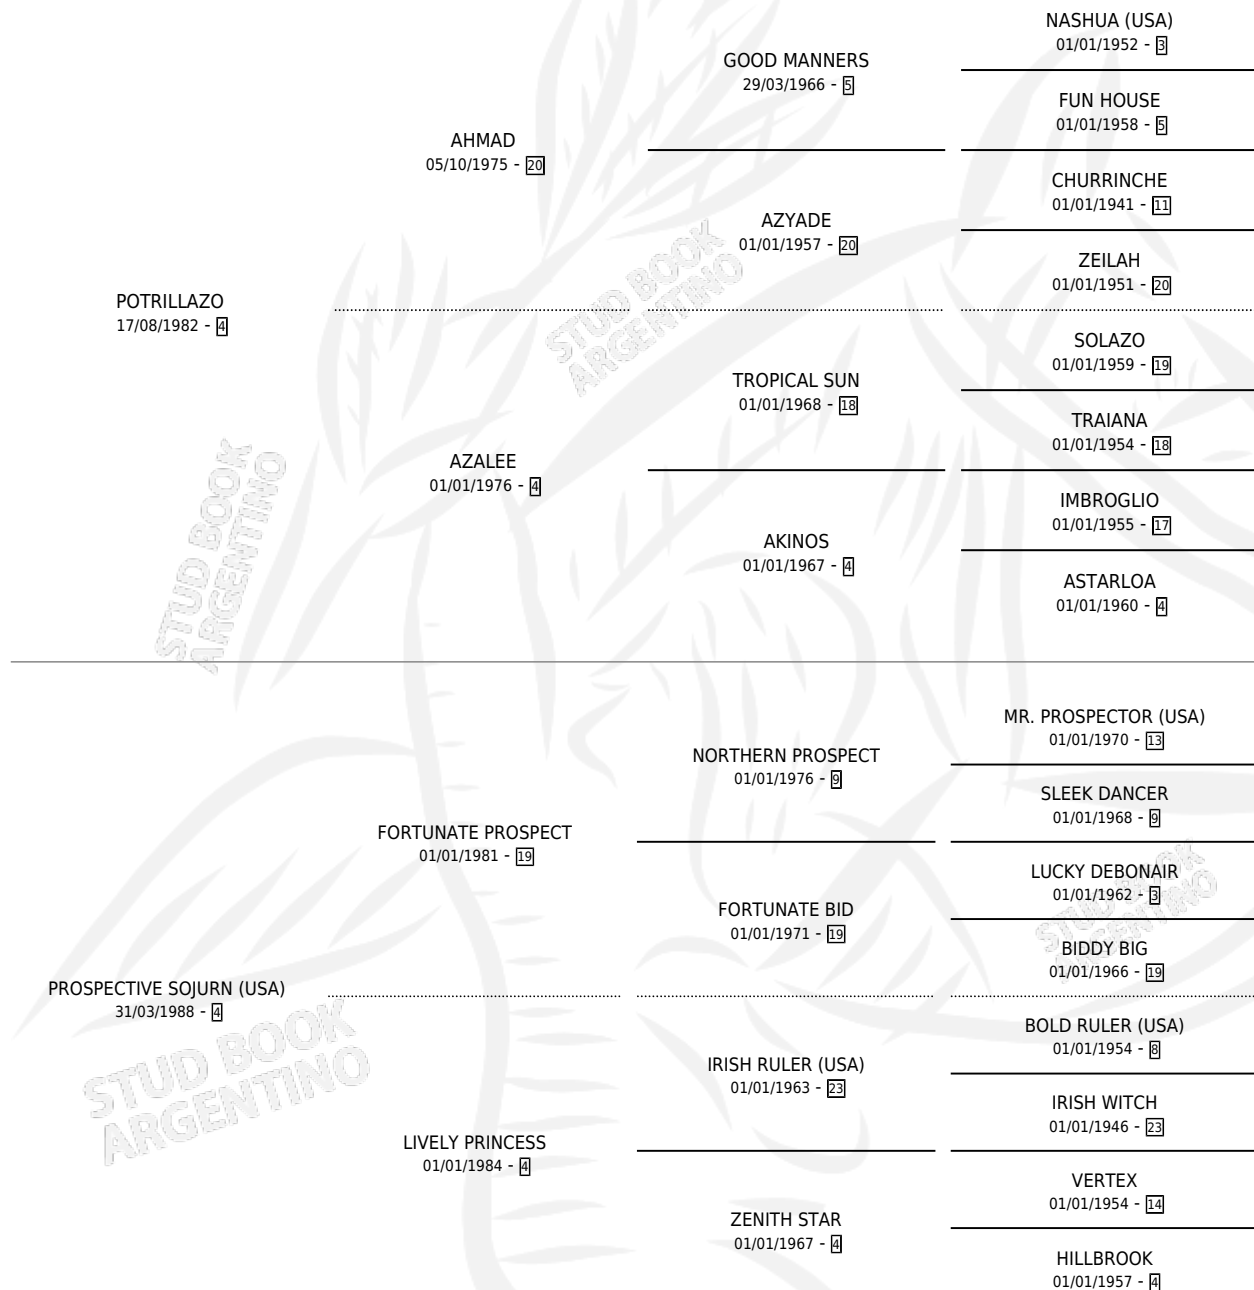 NASHUA (USA)
01/01/1952 - 3
GOOD MANNERS
29/03/1966 - 5
FUN HOUSE
01/01/1958 - 5
AHMAD
05/10/1975 - 20
CHURRINCHE
01/01/1941 - 11
AZYADE
01/01/1957 - 20
ZEILAH
01/01/1951 - 20
POTRILLAZO
17/08/1982 - 4
STUD BOOK
ARGENTINO
SOLAZO
01/01/1959 - 19
TROPICAL SUN
01/01/1968 - 18
TRAIANA
01/01/1954 - 18
AZALEE
01/01/1976 - 4
IMBROGLIO
01/01/1955 - 17
AKINOS
01/01/1967 - 4
ASTARLOA
01/01/1960 - 4
STUD BOOK
ARGENTINO
MR. PROSPECTOR (USA)
01/01/1970 - 13
NORTHERN PROSPECT
01/01/1976 - 9
SLEEK DANCER
01/01/1968 - 9
FORTUNATE PROSPECT
01/01/1981 - 19
LUCKY DEBONAIR
01/01/1962 - 3
FORTUNATE BID
01/01/1971 - 19
STUD BOOK
ARGENTINO
BIDDY BIG
01/01/1966 - 19
PROSPECTIVE SOJURN (USA)
31/03/1988 - 4
STUD BOOK
ARGENTINO
BOLD RULER (USA)
01/01/1954 - 8
IRISH RULER (USA)
01/01/1963 - 23
IRISH WITCH
01/01/1946 - 23
LIVELY PRINCESS
01/01/1984 - 4
VERTEX
01/01/1954 - 14
ZENITH STAR
01/01/1967 - 4
HILLBROOK
01/01/1957 - 4